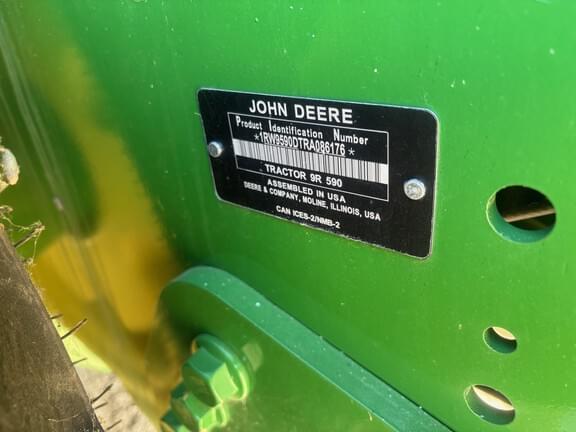 JOHN DEERE
Product Identification Number
*1RW9590DTRA086176*
TRACTOR 9R 590
ASSEMBLED IN USA
DEERE & COMPANY, MOLINE, ILLINOIS, USA
CAN ICES-2/NMB-2